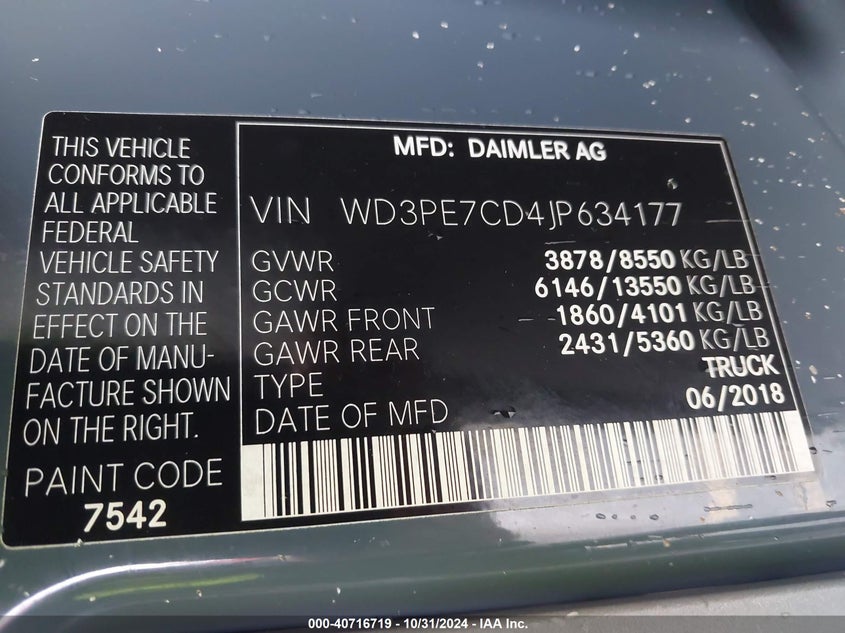 THIS VEHICLE
CONFORMS TO
ALL APPLICABLE
FEDERAL
VEHICLE SAFETY
STANDARDS IN
EFFECT ON THE
DATE OF MANU-
FACTURE SHOWN
ON THE RIGHT.
PAINT CODE
7542
MFD: DAIMLER AG
VIN WD3PE7CD4JP634177
GVWR 3878/8550 KG/LB
GCWR 6146/13550 KG/LB
GAWR FRONT 1860/4101 KG/LB
GAWR REAR 2431/5360 KG/LB
TYPE TRUCK
DATE OF MFD 06/2018
000-40716719 - 10/31/2024 - IAA Inc.